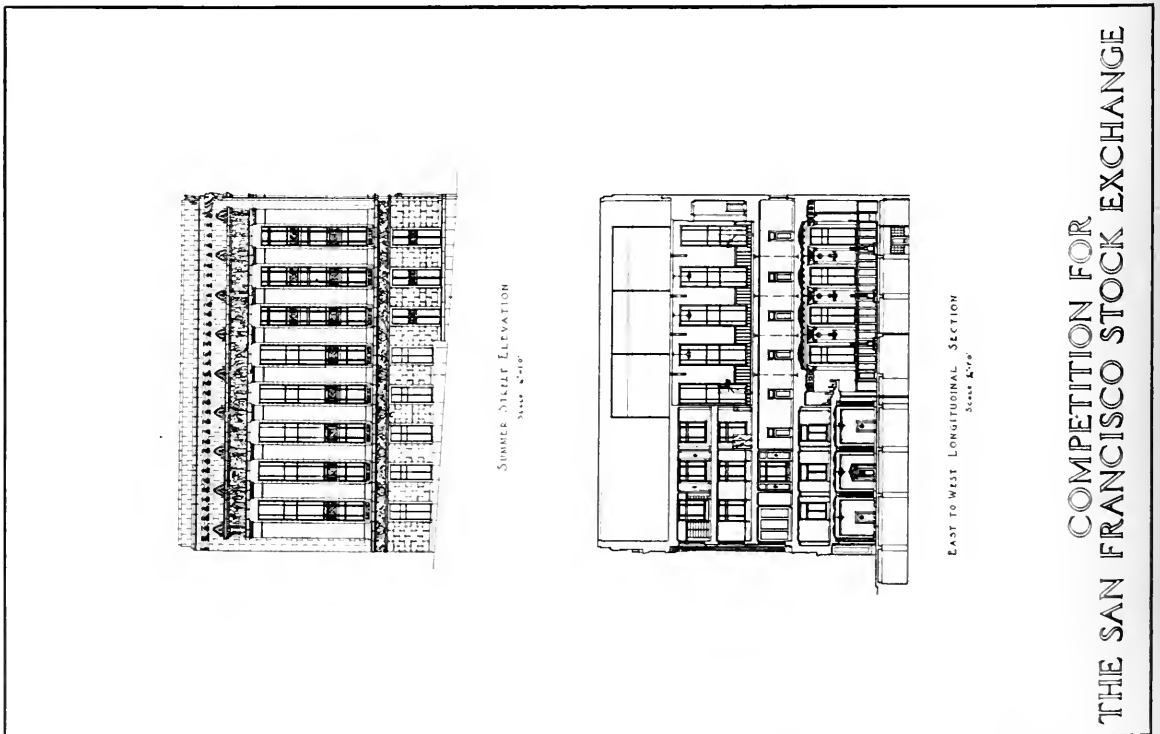 SUMMER STREET ELEVATION
EAST TO WEST LONGITUDINAL SECTION
COMPETITION FOR
THE SAN FRANCISCO STOCK EXCHANGE